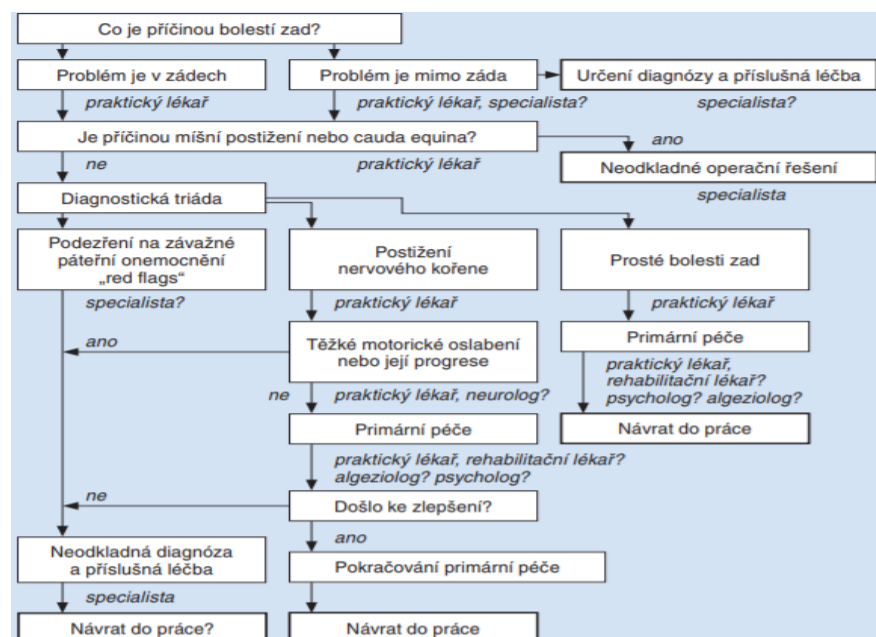 Co je příčinou bolestí zad?
Problém je v zádech
Problém je mimo záda
Určení diagnózy a příslušná léčba
praktický lékař
praktický lékař, specialista?
specialista?
Je příčinou míšní postižení nebo cauda equina?
ano
ne
praktický lékař
Neodkladné operační řešení
specialista
Diagnostická triáda
Podezření na závažné
páteřní onemocnění
„red flags“
Postižení
nervového kořene
Prosté bolesti zad
specialista?
praktický lékař
praktický lékař
ano
Těžké motorické oslabení
nebo její progrese
Primární péče
praktický lékař,
rehabilitační lékař?
psycholog? algeziolog?
ne
praktický lékař, neurolog?
Primární péče
Návrat do práce
praktický lékař, rehabilitační lékař?
algeziolog? psycholog?
ne
Došlo ke zlepšení?
ano
Neodkladná diagnóza
a příslušná léčba
Pokračování primární péče
specialista
Návrat do práce?
Návrat do práce